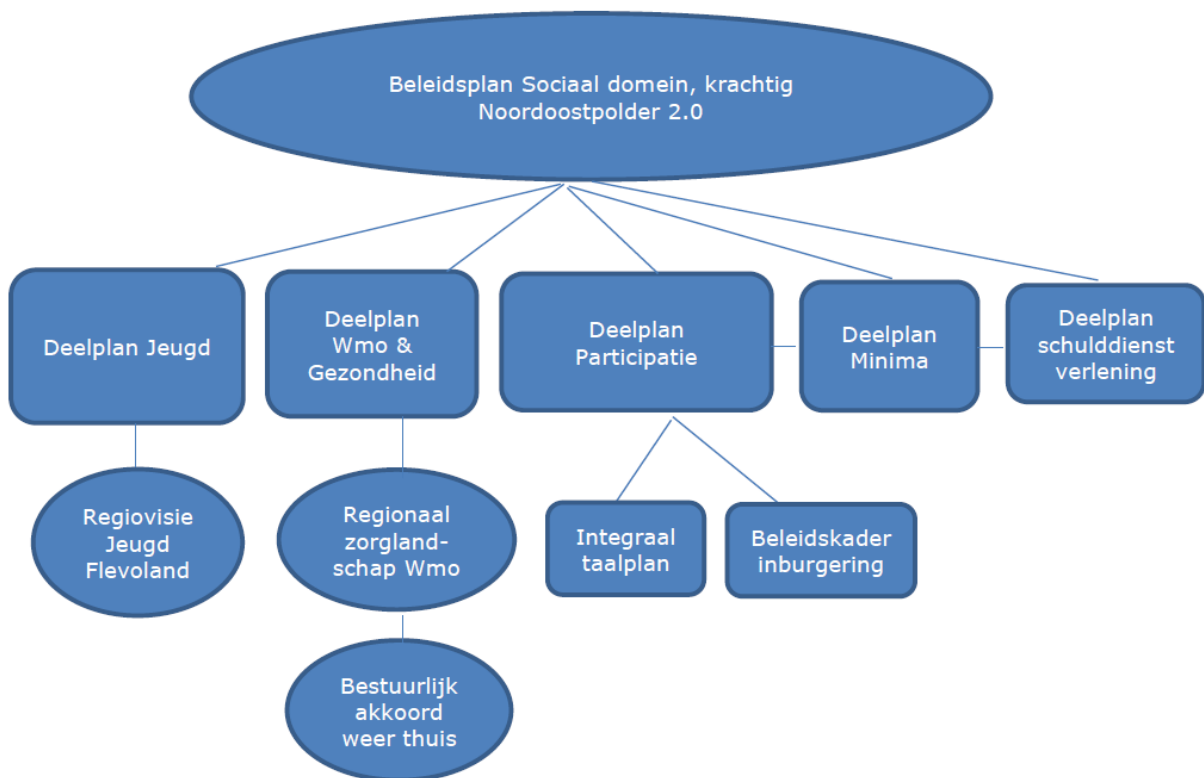 Beleidsplan Sociaal domein, krachtig
Noordoostpolder 2.0
Deelplan Jeugd
Deelplan
Wmo &
Gezondheid
Deelplan
Participatie
Deelplan
Minima
Deelplan
schulddienst
verlening
Regiovisie
Jeugd
Flevoland
Regionaal
zorgland-
schap Wmo
Integraal
taalplan
Beleidskader
inburgering
Bestuurlijk
akkoord
weer thuis